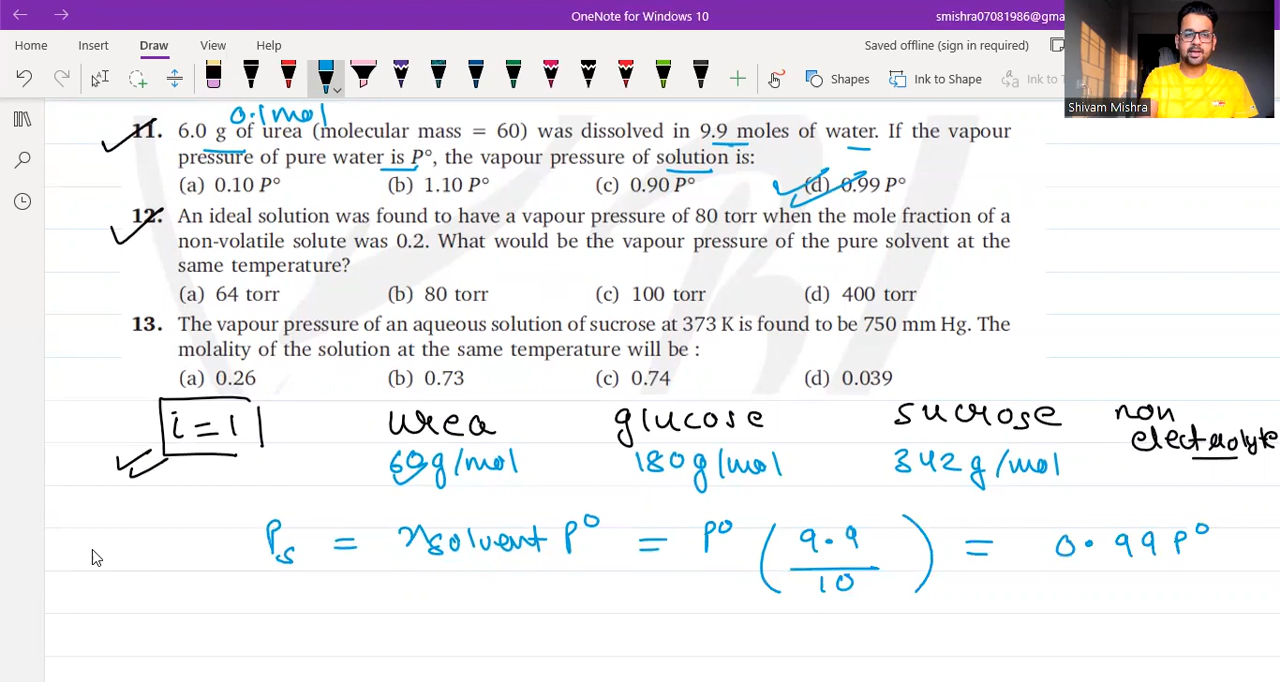 OneNote for Windows 10
smishra07081986@gma
Home Insert Draw View Help
Saved offline (sign in required)
Shapes Ink to Shape Ink to
Shivam Mishra
0.1mol
11. 6.0 g of urea (molecular mass = 60) was dissolved in 9.9 moles of water. If the vapour
pressure of pure water is P°, the vapour pressure of solution is:
(a) 0.10 P° (b) 1.10 P° (c) 0.90 P° (d) 0.99 P°
12. An ideal solution was found to have a vapour pressure of 80 torr when the mole fraction of a
non-volatile solute was 0.2. What would be the vapour pressure of the pure solvent at the
same temperature?
(a) 64 torr (b) 80 torr (c) 100 torr (d) 400 torr
13. The vapour pressure of an aqueous solution of sucrose at 373 K is found to be 750 mm Hg. The
molality of the solution at the same temperature will be :
(a) 0.26 (b) 0.73 (c) 0.74 (d) 0.039
i = 1 urea glucose sucrose non
electrolyte
60g/mol 180g/mol 342g/mol
Ps = xsolvent P° = P° (9.9/10) = 0.99 P°